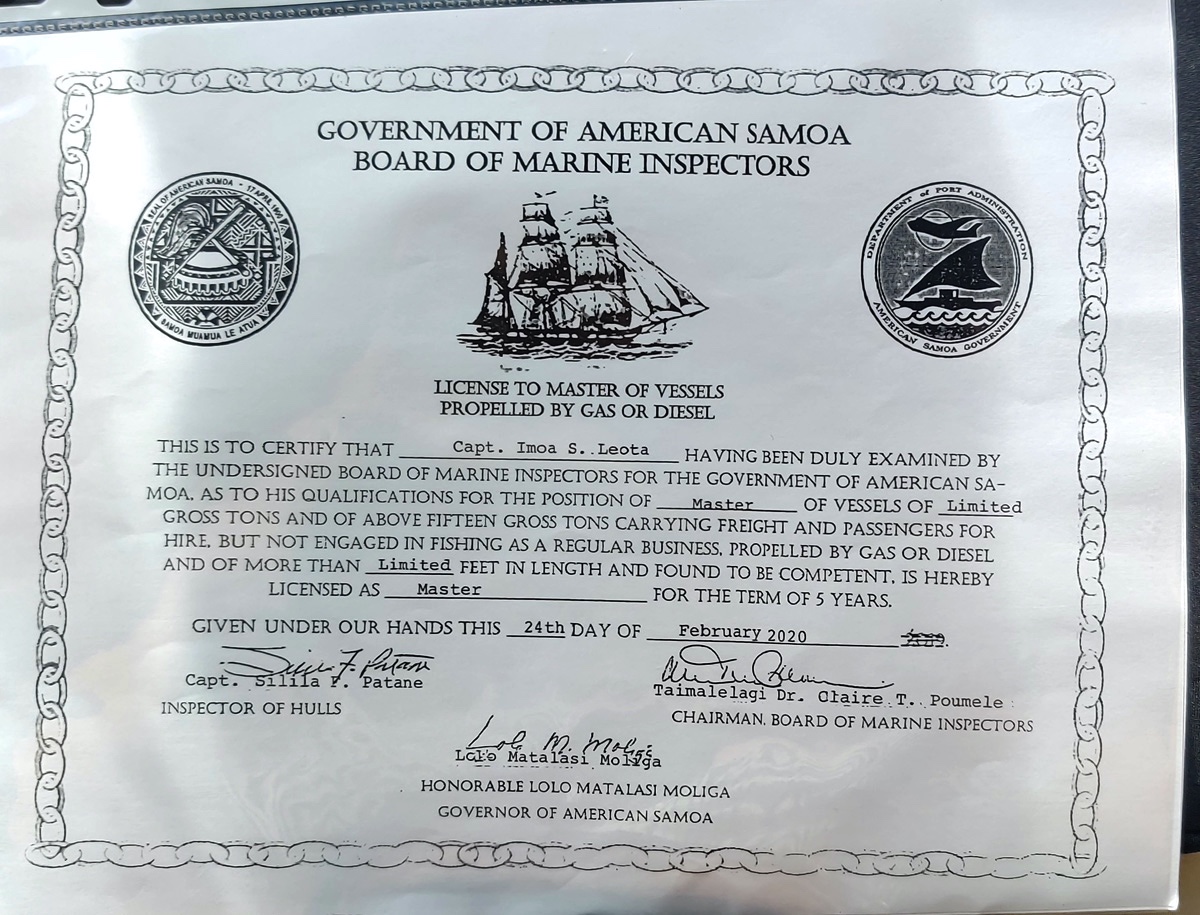 GOVERNMENT OF AMERICAN SAMOA
BOARD OF MARINE INSPECTORS
SEAL OF AMERICAN SAMOA • 17 APRIL 1900
SAMOA MUAMUA LE ATUA
DEPARTMENT of PORT ADMINISTRATION
AMERICAN SAMOA GOVERNMENT
LICENSE TO MASTER OF VESSELS
PROPELLED BY GAS OR DIESEL
THIS IS TO CERTIFY THAT Capt. Imoa S. Leota HAVING BEEN DULY EXAMINED BY
THE UNDERSIGNED BOARD OF MARINE INSPECTORS FOR THE GOVERNMENT OF AMERICAN SA-
MOA, AS TO HIS QUALIFICATIONS FOR THE POSITION OF Master OF VESSELS OF Limited
GROSS TONS AND OF ABOVE FIFTEEN GROSS TONS CARRYING FREIGHT AND PASSENGERS FOR
HIRE, BUT NOT ENGAGED IN FISHING AS A REGULAR BUSINESS, PROPELLED BY GAS OR DIESEL
AND OF MORE THAN Limited FEET IN LENGTH AND FOUND TO BE COMPETENT, IS HEREBY
LICENSED AS Master FOR THE TERM OF 5 YEARS.
GIVEN UNDER OUR HANDS THIS 24th DAY OF February 2020
Capt. Silila F. Patane
INSPECTOR OF HULLS
Taimalelagi Dr. Claire T. Poumele
CHAIRMAN, BOARD OF MARINE INSPECTORS
Lolo Matalasi Moliga
HONORABLE LOLO MATALASI MOLIGA
GOVERNOR OF AMERICAN SAMOA